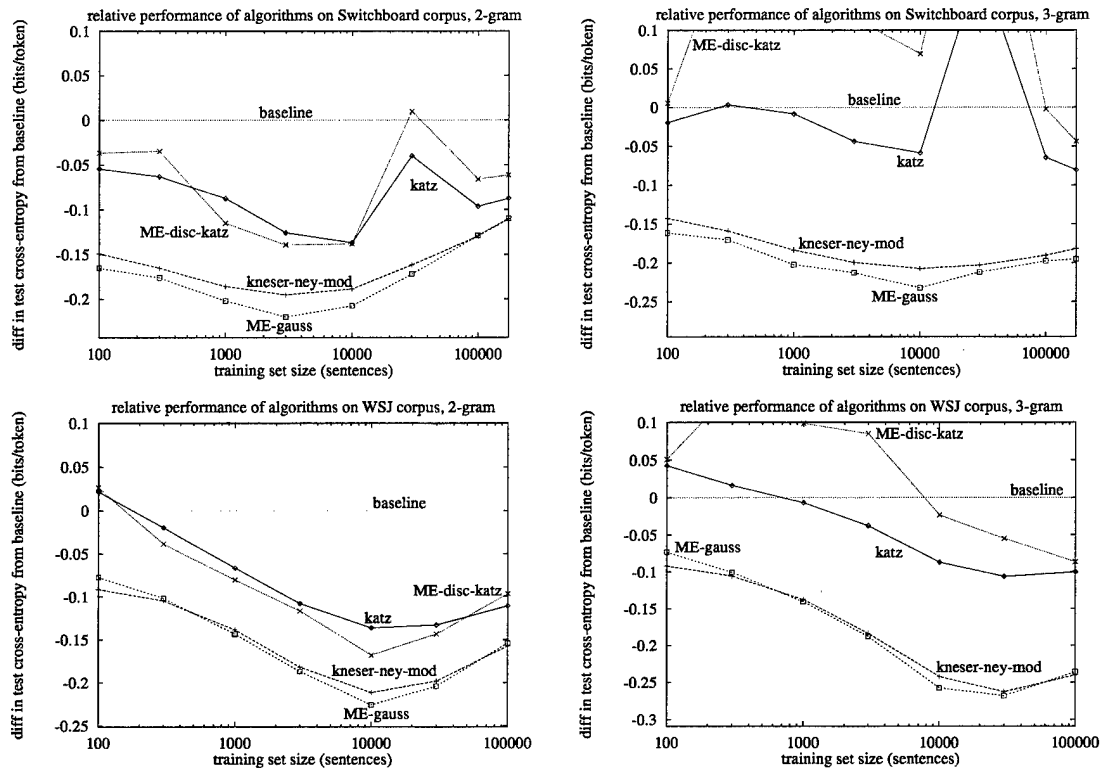 relative performance of algorithms on Switchboard corpus, 2-gram
diff in test cross-entropy from baseline (bits/token)
0.1
0.05
0
-0.05
-0.1
-0.15
-0.2
baseline
katz
ME-disc-katz
kneser-ney-mod
ME-gauss
100 1000 10000 100000
training set size (sentences)
relative performance of algorithms on Switchboard corpus, 3-gram
diff in test cross-entropy from baseline (bits/token)
0.1
0.05
0
-0.05
-0.1
-0.15
-0.2
-0.25
ME-disc-katz
baseline
katz
kneser-ney-mod
ME-gauss
100 1000 10000 100000
training set size (sentences)
relative performance of algorithms on WSJ corpus, 2-gram
diff in test cross-entropy from baseline (bits/token)
0.1
0.05
0
-0.05
-0.1
-0.15
-0.2
-0.25
baseline
ME-disc-katz
katz
kneser-ney-mod
ME-gauss
100 1000 10000 100000
training set size (sentences)
relative performance of algorithms on WSJ corpus, 3-gram
diff in test cross-entropy from baseline (bits/token)
0.1
0.05
0
-0.05
-0.1
-0.15
-0.2
-0.25
-0.3
ME-disc-katz
baseline
ME-gauss
katz
kneser-ney-mod
100 1000 10000 100000
training set size (sentences)